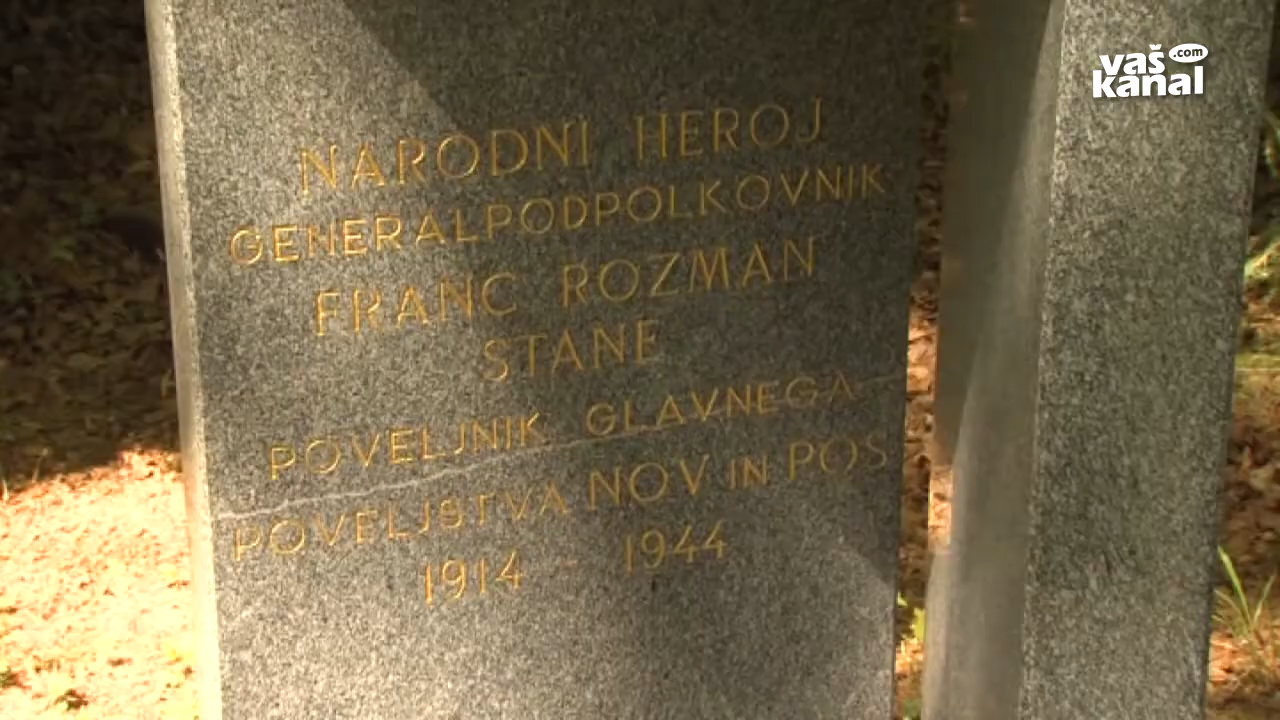 vaš .com
kanal
NARODNI HEROJ
GENERALPODPOLKOVNIK
FRANC ROZMAN
STANE
POVELJNIK GLAVNEGA
POVELJSTVA NOV IN POS
1914 - 1944